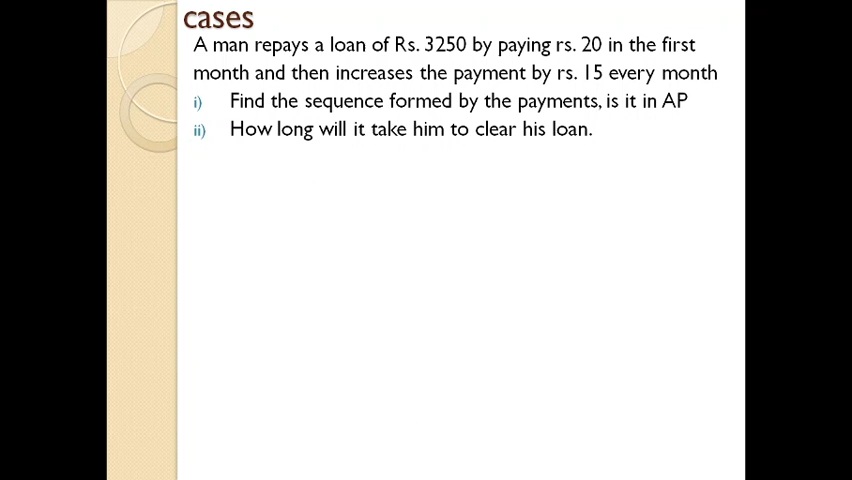 cases
A man repays a loan of Rs. 3250 by paying rs. 20 in the first
month and then increases the payment by rs. 15 every month
i) Find the sequence formed by the payments, is it in AP
ii) How long will it take him to clear his loan.